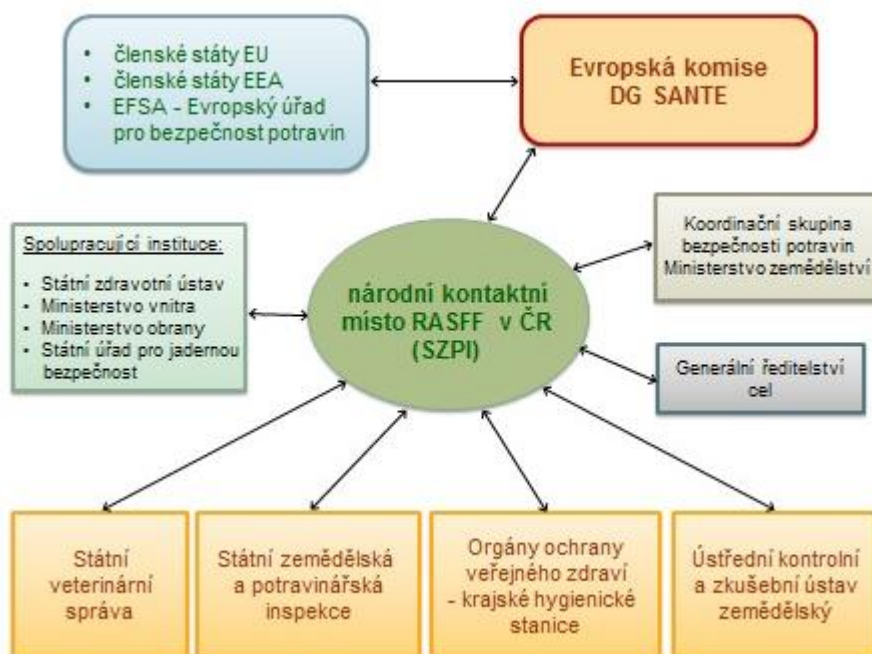 • členské státy EU
• členské státy EEA
• EFSA - Evropský úřad
pro bezpečnost potravin
Evropská komise
DG SANTE
Spolupracující instituce:
• Státní zdravotní ústav
• Ministerstvo vnitra
• Ministerstvo obrany
• Státní úřad pro jadernou
bezpečnost
národní kontaktní
místo RASFF v ČR
(SZPI)
Koordinační skupina
bezpečnosti potravin
Ministerstvo zemědělství
Generální ředitelství
cel
Státní
veterinární
správa
Státní zemědělská
a potravinářská
inspekce
Orgány ochrany
veřejného zdraví
- krajské hygienické
stanice
Ústřední kontrolní
a zkušební ústav
zemědělský